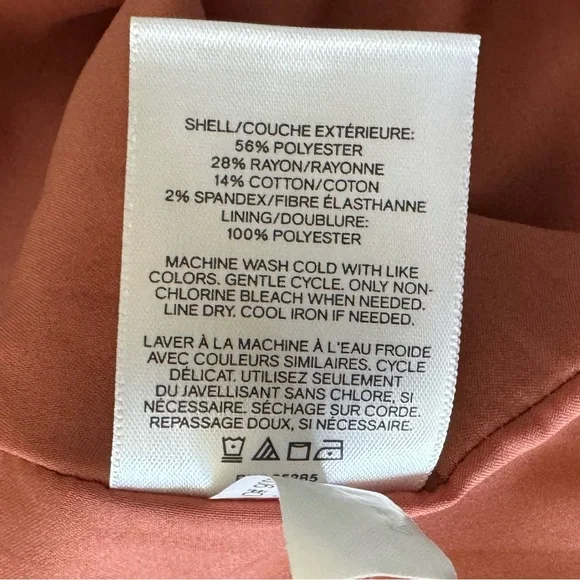 SHELL/COUCHE EXTÉRIEURE:
56% POLYESTER
28% RAYON/RAYONNE
14% COTTON/COTON
2% SPANDEX/FIBRE ÉLASTHANNE
LINING/DOUBLURE:
100% POLYESTER
MACHINE WASH COLD WITH LIKE
COLORS. GENTLE CYCLE. ONLY NON-
CHLORINE BLEACH WHEN NEEDED.
LINE DRY. COOL IRON IF NEEDED.
LAVER À LA MACHINE À L'EAU FROIDE
AVEC COULEURS SIMILAIRES. CYCLE
DÉLICAT. UTILISEZ SEULEMENT
DU JAVELLISANT SANS CHLORE, SI
NÉCESSAIRE. SÉCHAGE SUR CORDE.
REPASSAGE DOUX, SI NÉCESSAIRE.